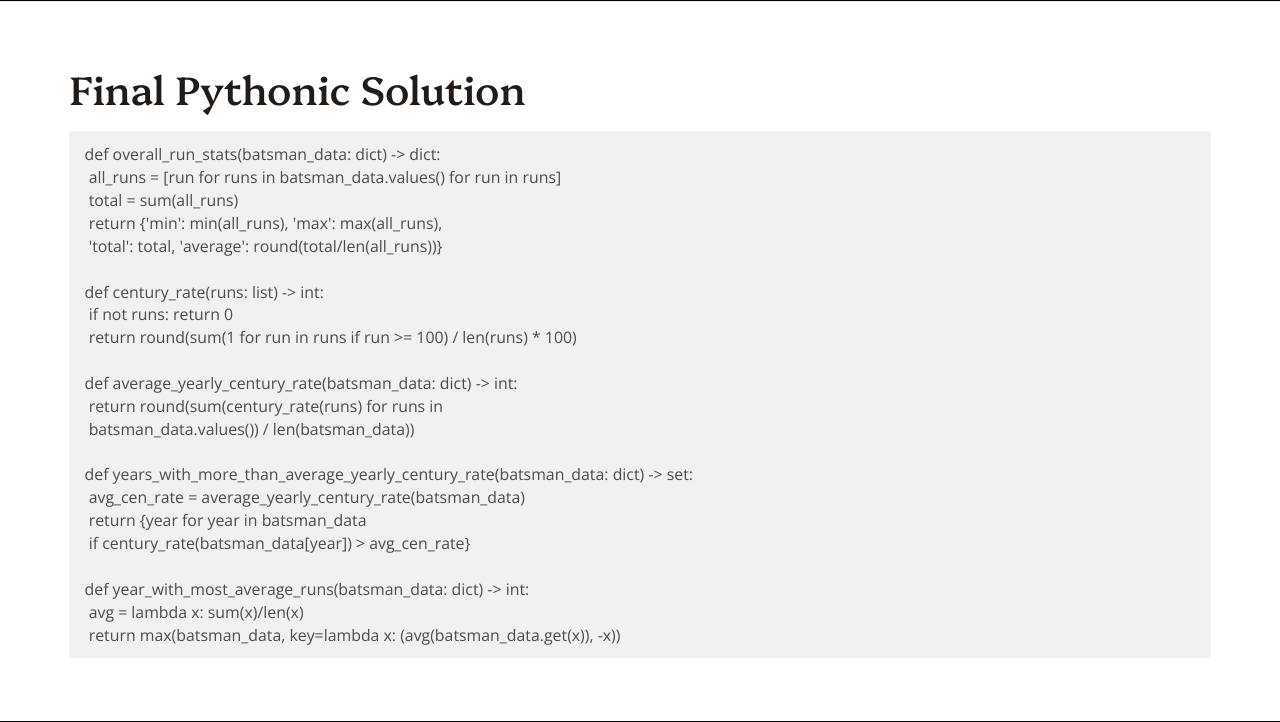 Final Pythonic Solution
def overall_run_stats(batsman_data: dict) -> dict:
 all_runs = [run for runs in batsman_data.values() for run in runs]
 total = sum(all_runs)
 return {'min': min(all_runs), 'max': max(all_runs),
 'total': total, 'average': round(total/len(all_runs))}

def century_rate(runs: list) -> int:
 if not runs: return 0
 return round(sum(1 for run in runs if run >= 100) / len(runs) * 100)

def average_yearly_century_rate(batsman_data: dict) -> int:
 return round(sum(century_rate(runs) for runs in
 batsman_data.values()) / len(batsman_data))

def years_with_more_than_average_yearly_century_rate(batsman_data: dict) -> set:
 avg_cen_rate = average_yearly_century_rate(batsman_data)
 return {year for year in batsman_data
 if century_rate(batsman_data[year]) > avg_cen_rate}

def year_with_most_average_runs(batsman_data: dict) -> int:
 avg = lambda x: sum(x)/len(x)
 return max(batsman_data, key=lambda x: (avg(batsman_data.get(x)), -x))